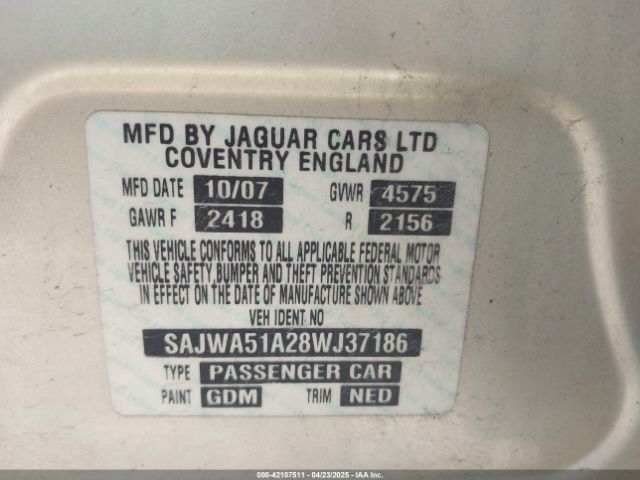 MFD BY JAGUAR CARS LTD
COVENTRY ENGLAND
MFD DATE 10/07 GVWR 4575
GAWR F 2418 R 2156
THIS VEHICLE CONFORMS TO ALL APPLICABLE FEDERAL MOTOR
VEHICLE SAFETY,BUMPER AND THEFT PREVENTION STANDARDS
IN EFFECT ON THE DATE OF MANUFACTURE SHOWN ABOVE
VEH IDENT NO
SAJWA51A28WJ37186
TYPE PASSENGER CAR
PAINT GDM TRIM NED
000-42107511 - 04/23/2025 - IAA Inc.